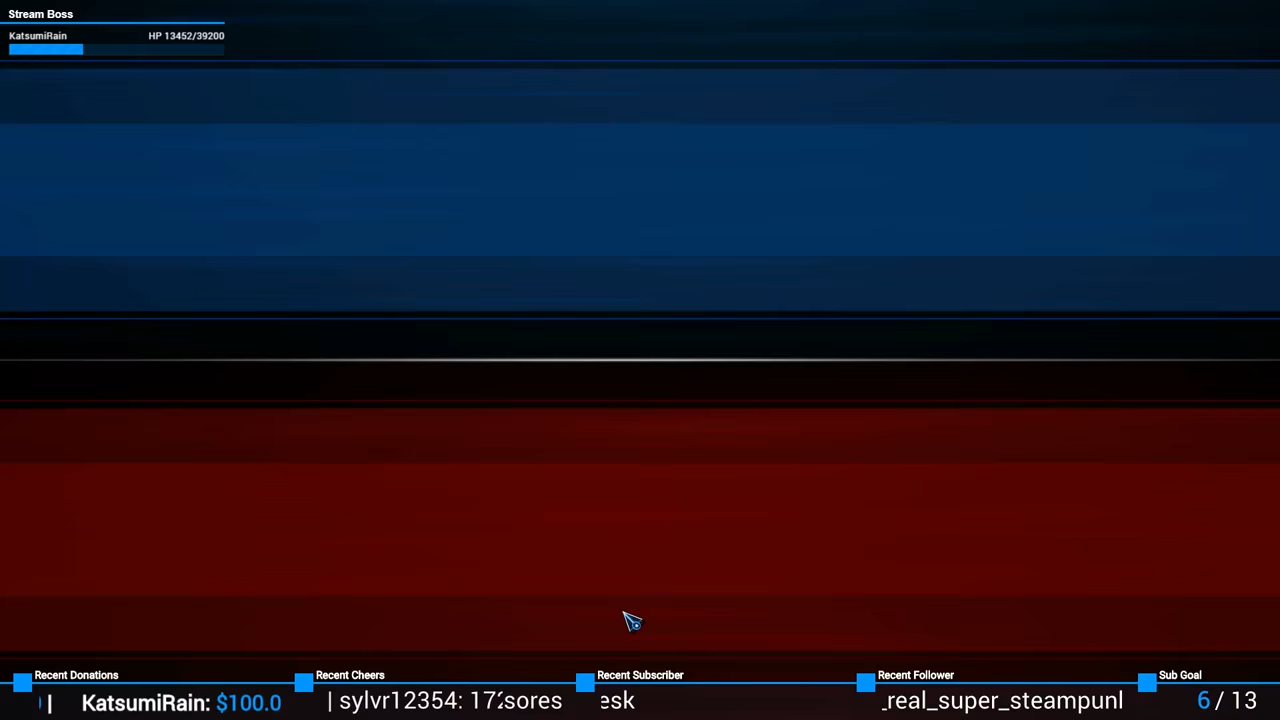 Stream Boss
KatsumiRain HP 13452/39200
Recent Donations
| KatsumiRain: $100.0
Recent Cheers
| sylvr12354:
Recent Subscriber
esk
Recent Follower
_real_super_steampunl
Sub Goal
6 / 13